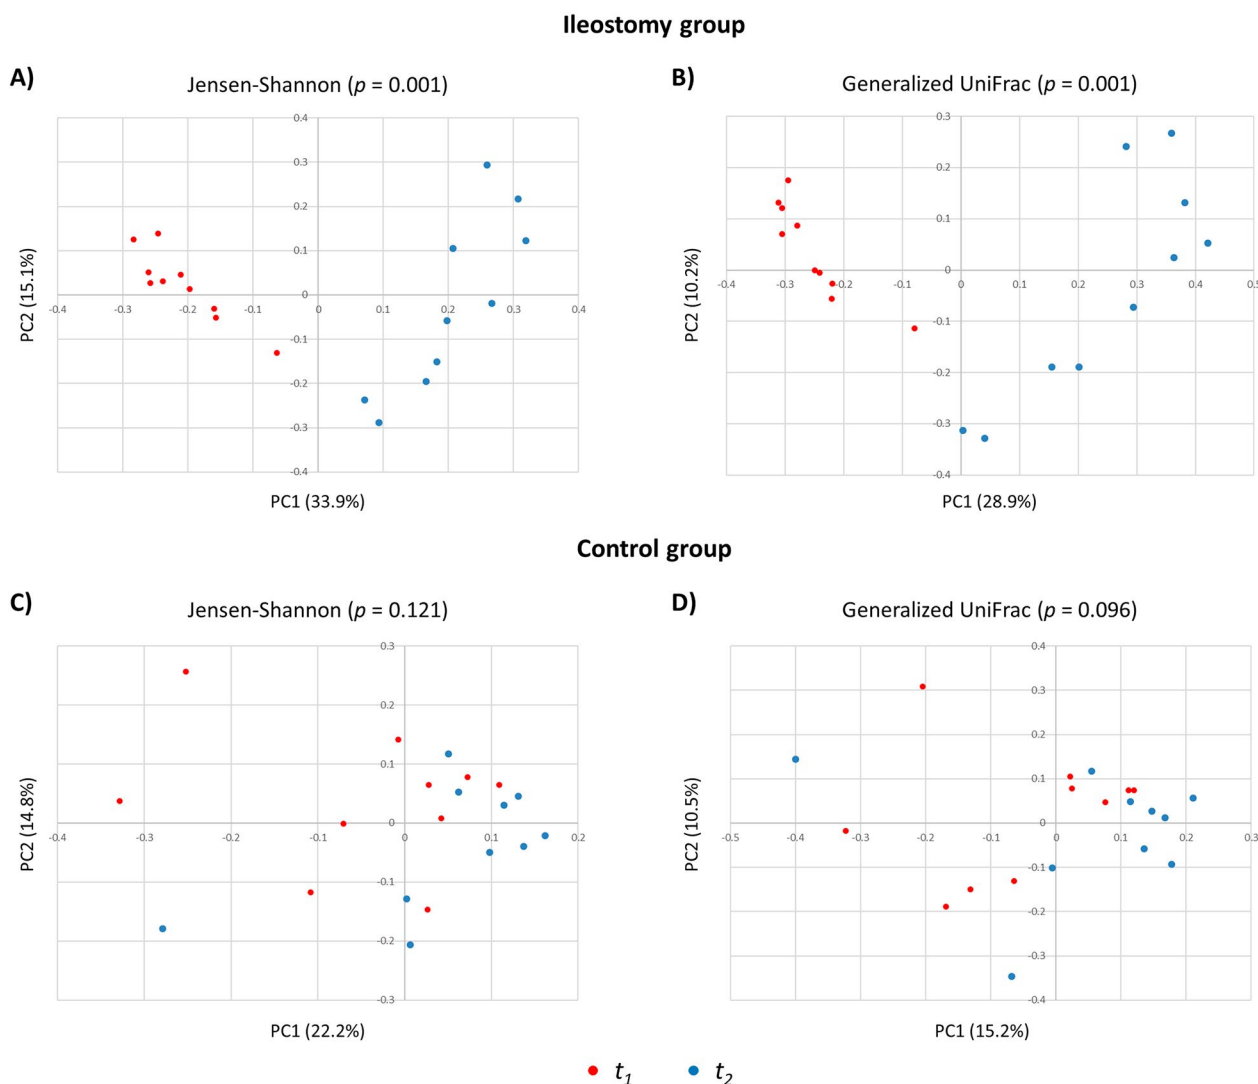 Ileostomy group
A)
Jensen-Shannon (p = 0.001)
0.4
0.3
0.2
0.1
0
-0.1
-0.2
-0.3
-0.4
-0.4 -0.3 -0.2 -0.1 0 0.1 0.2 0.3 0.4
PC2 (15.1%)
PC1 (33.9%)
B)
Generalized UniFrac (p = 0.001)
0.3
0.2
0.1
0
-0.1
-0.2
-0.3
-0.4
-0.4 -0.3 -0.2 -0.1 0 0.1 0.2 0.3 0.4 0.5
PC2 (10.2%)
PC1 (28.9%)
Control group
C)
Jensen-Shannon (p = 0.121)
0.3
0.2
0.1
0
-0.1
-0.2
-0.3
-0.4 -0.3 -0.2 -0.1 0 0.1 0.2
PC2 (14.8%)
PC1 (22.2%)
D)
Generalized UniFrac (p = 0.096)
0.4
0.3
0.2
0.1
0
-0.1
-0.2
-0.3
-0.4
-0.5 -0.4 -0.3 -0.2 -0.1 0 0.1 0.2 0.3
PC2 (10.5%)
PC1 (15.2%)
t1 t2